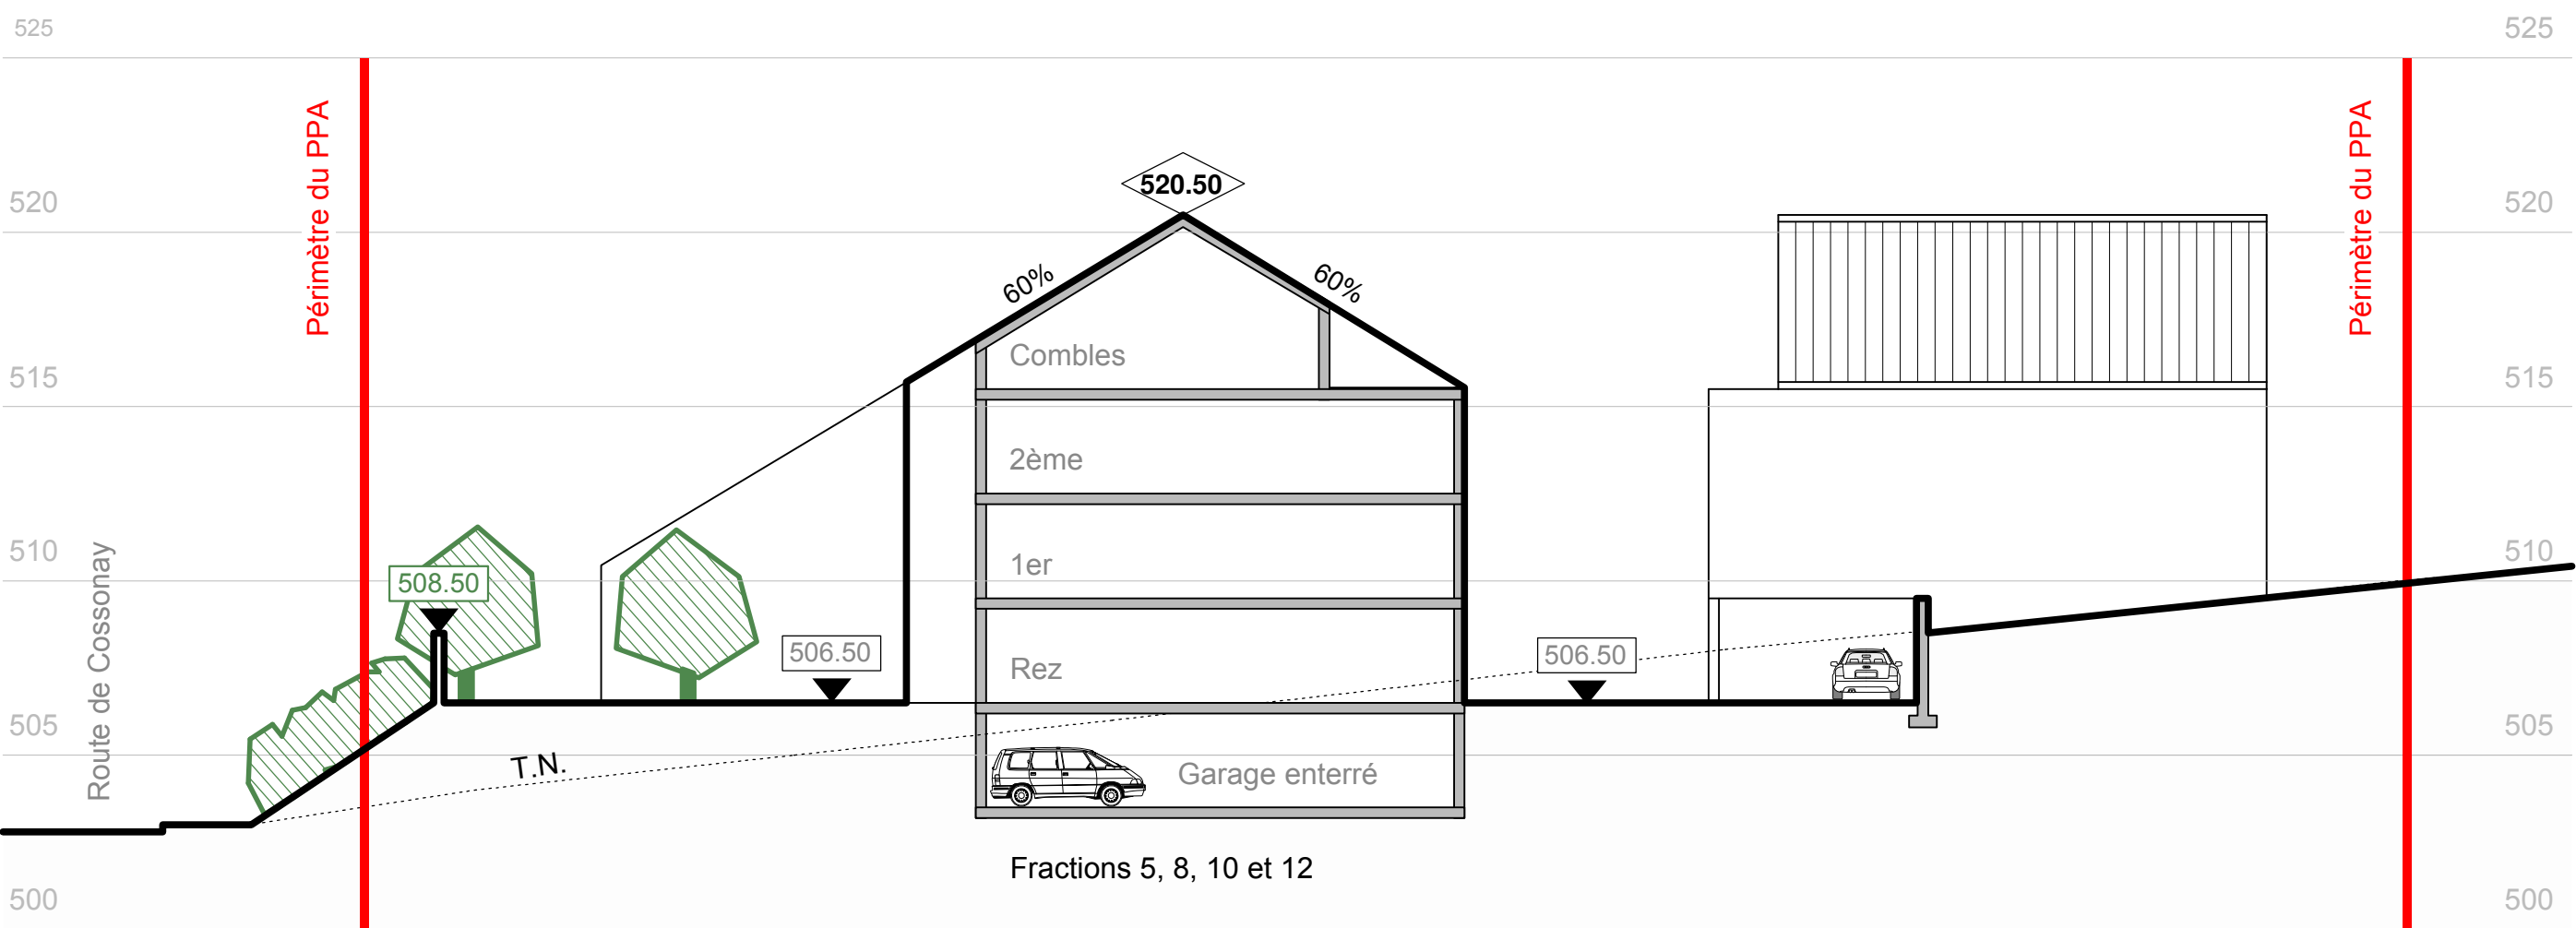 525
525
Périmètre du PPA
Périmètre du PPA
520.50
520
520
60%
60%
Combles
515
515
2ème
510
510
1er
Route de Cossonay
508.50
506.50
506.50
Rez
505
505
T.N.
Garage enterré
Fractions 5, 8, 10 et 12
500
500